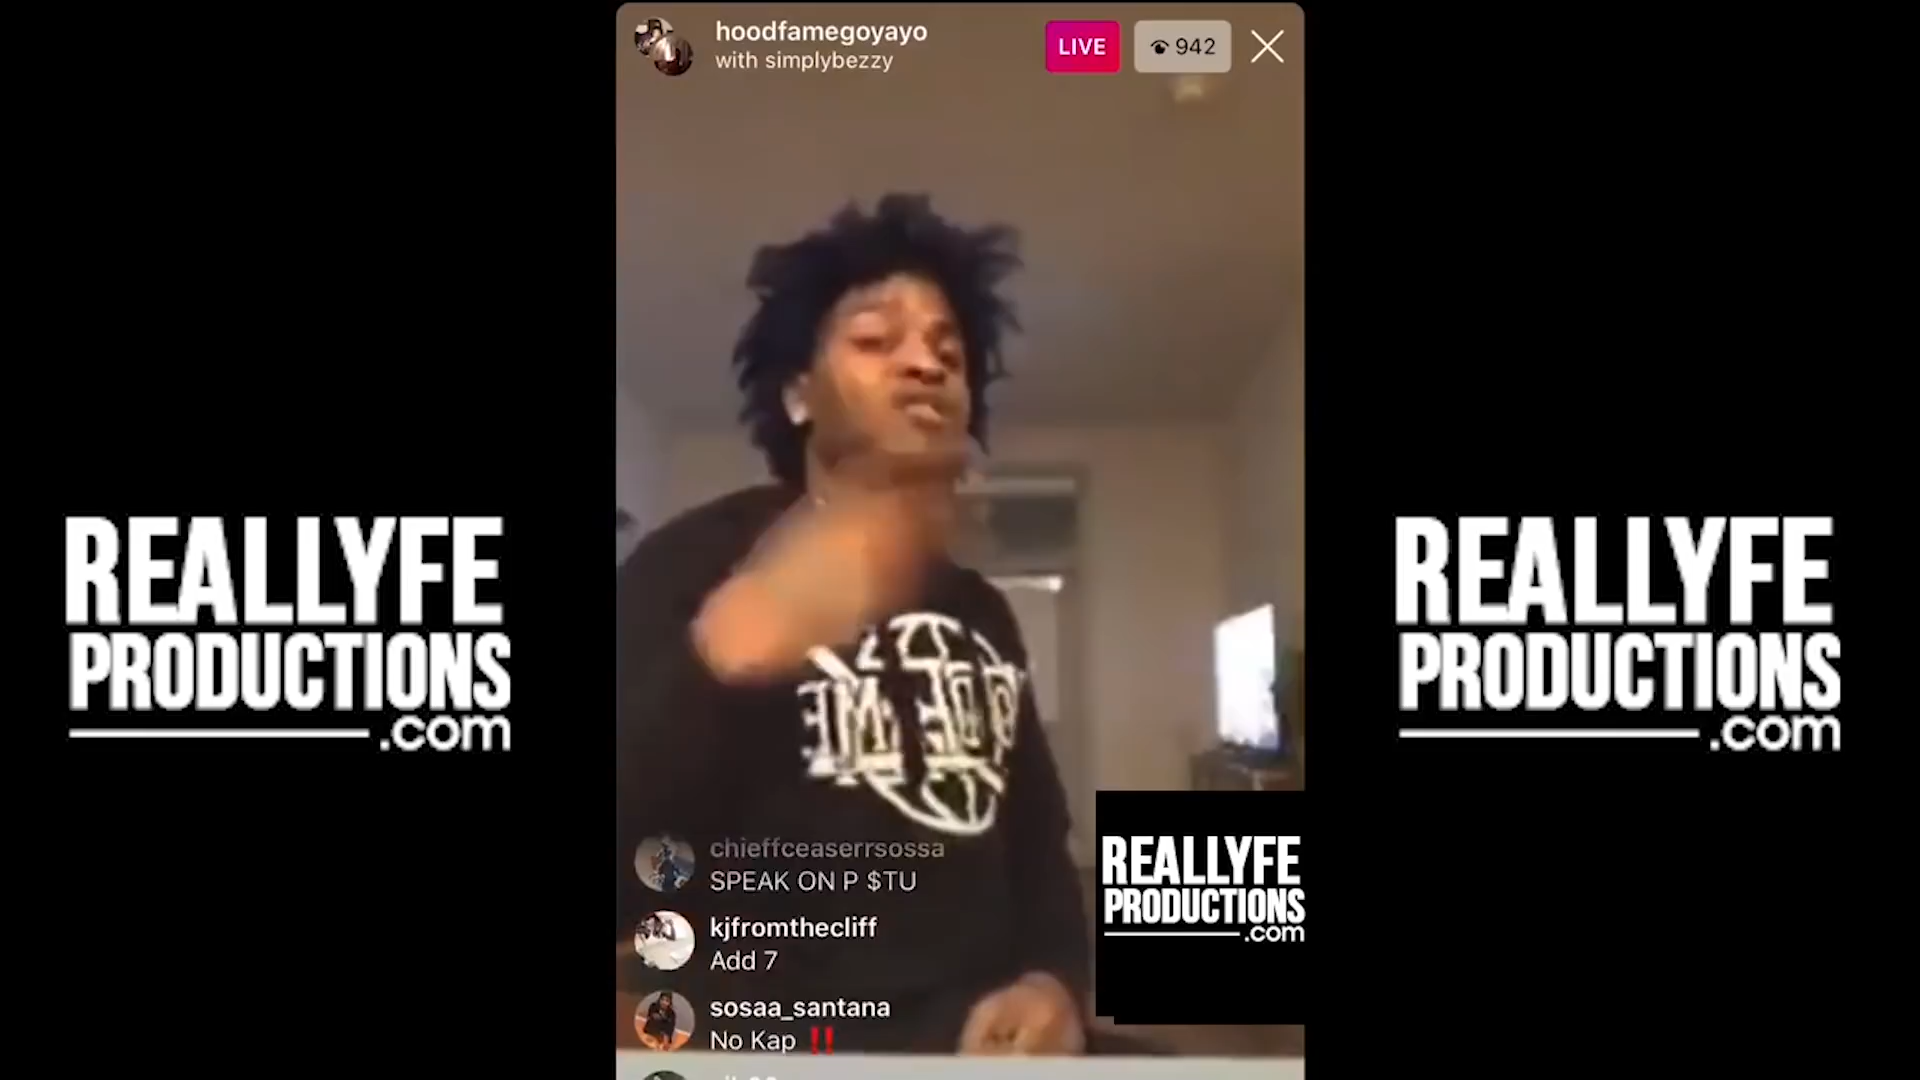 hoodfamegoyayo
with simplybezzy
LIVE
942
REALLYFE
PRODUCTIONS
.com
REALLYFE
PRODUCTIONS
.com
chieffceaserrsossa
SPEAK ON P $TU
kjfromthecliff
Add 7
sosaa_santana
No Kap ‼️
REALLYFE
PRODUCTIONS
.com